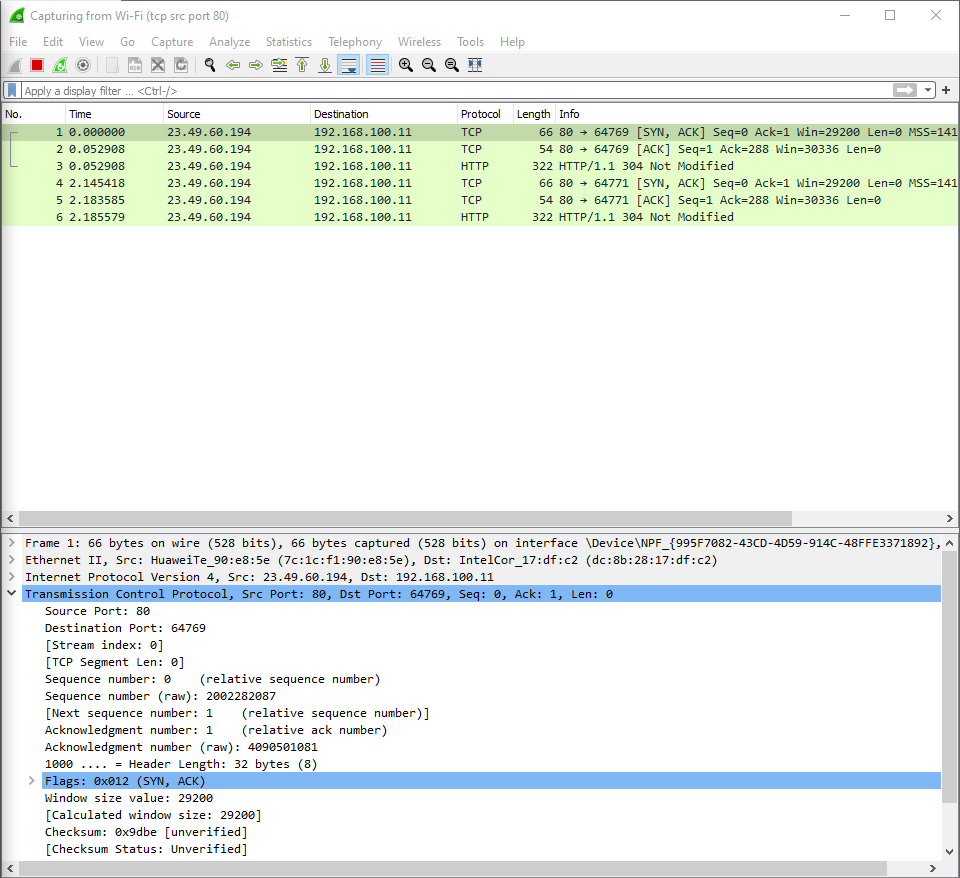 Capturing from Wi-Fi (tcp src port 80)
File Edit View Go Capture Analyze Statistics Telephony Wireless Tools Help
Apply a display filter ... <Ctrl-/>
No. Time Source Destination Protocol Length Info
1 0.000000 23.49.60.194 192.168.100.11 TCP 66 80 → 64769 [SYN, ACK] Seq=0 Ack=1 Win=29200 Len=0 MSS=141
2 0.052908 23.49.60.194 192.168.100.11 TCP 54 80 → 64769 [ACK] Seq=1 Ack=288 Win=30336 Len=0
3 0.052908 23.49.60.194 192.168.100.11 HTTP 322 HTTP/1.1 304 Not Modified
4 2.145418 23.49.60.194 192.168.100.11 TCP 66 80 → 64771 [SYN, ACK] Seq=0 Ack=1 Win=29200 Len=0 MSS=141
5 2.183585 23.49.60.194 192.168.100.11 TCP 54 80 → 64771 [ACK] Seq=1 Ack=288 Win=30336 Len=0
6 2.185579 23.49.60.194 192.168.100.11 HTTP 322 HTTP/1.1 304 Not Modified
Frame 1: 66 bytes on wire (528 bits), 66 bytes captured (528 bits) on interface \Device\NPF_{995F7082-43CD-4D59-914C-48FFE3371892},
Ethernet II, Src: HuaweiTe_90:e8:5e (7c:1c:f1:90:e8:5e), Dst: IntelCor_17:df:c2 (dc:8b:28:17:df:c2)
Internet Protocol Version 4, Src: 23.49.60.194, Dst: 192.168.100.11
Transmission Control Protocol, Src Port: 80, Dst Port: 64769, Seq: 0, Ack: 1, Len: 0
Source Port: 80
Destination Port: 64769
[Stream index: 0]
[TCP Segment Len: 0]
Sequence number: 0 (relative sequence number)
Sequence number (raw): 2002282087
[Next sequence number: 1 (relative sequence number)]
Acknowledgment number: 1 (relative ack number)
Acknowledgment number (raw): 4090501081
1000 .... = Header Length: 32 bytes (8)
Flags: 0x012 (SYN, ACK)
Window size value: 29200
[Calculated window size: 29200]
Checksum: 0x9dbe [unverified]
[Checksum Status: Unverified]